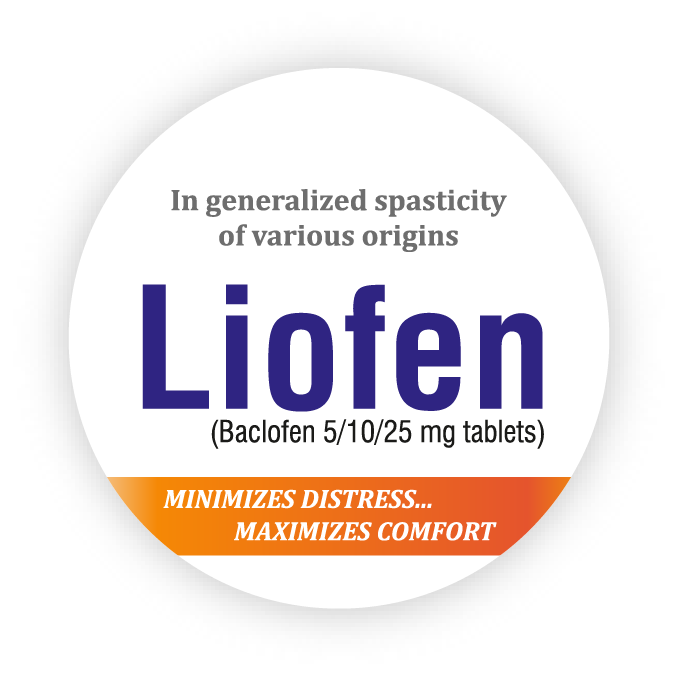 In generalized spasticity
of various origins
Liofen
(Baclofen 5/10/25 mg tablets)
MINIMIZES DISTRESS...
MAXIMIZES COMFORT